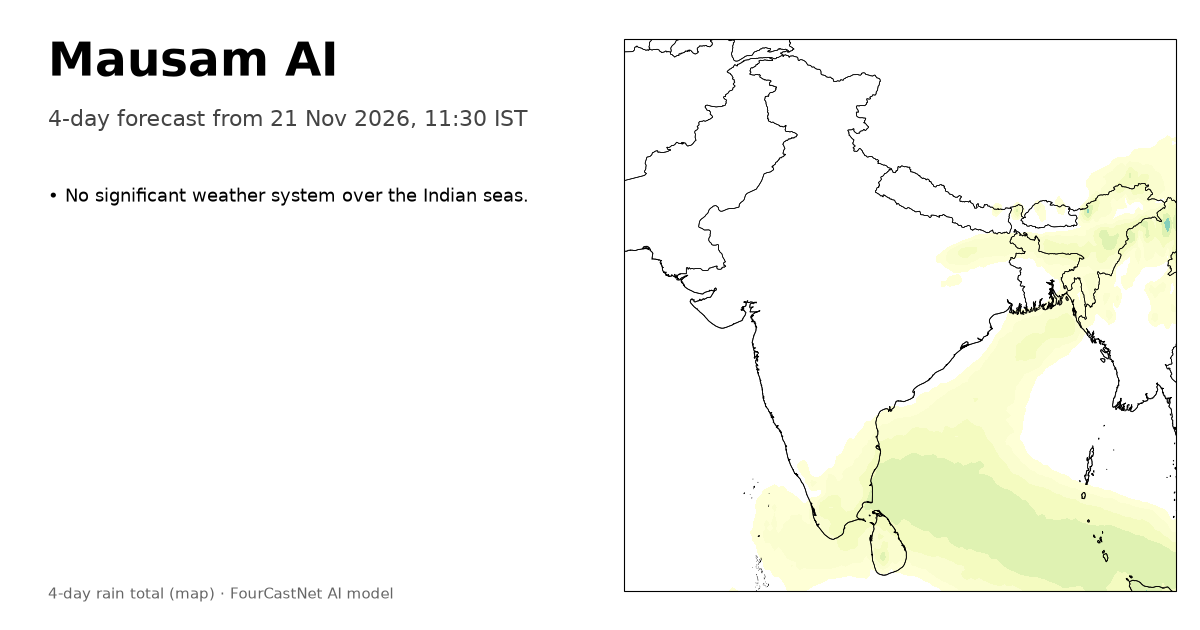 Mausam AI
4-day forecast from 21 Nov 2026, 11:30 IST
• No significant weather system over the Indian seas.
4-day rain total (map) · FourCastNet AI model